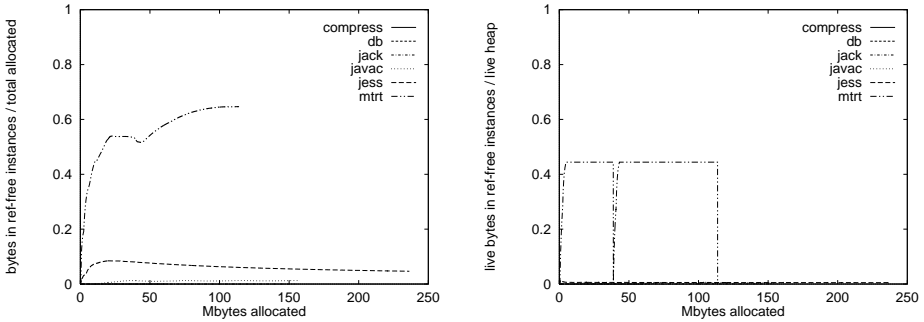 bytes in ref-free instances / total allocated
1
0.8
0.6
0.4
0.2
0
compress
db
jack
javac
jess
mtrt
0 50 100 150 200 250
Mbytes allocated
live bytes in ref-free instances / live heap
1
0.8
0.6
0.4
0.2
0
compress
db
jack
javac
jess
mtrt
0 50 100 150 200 250
Mbytes allocated